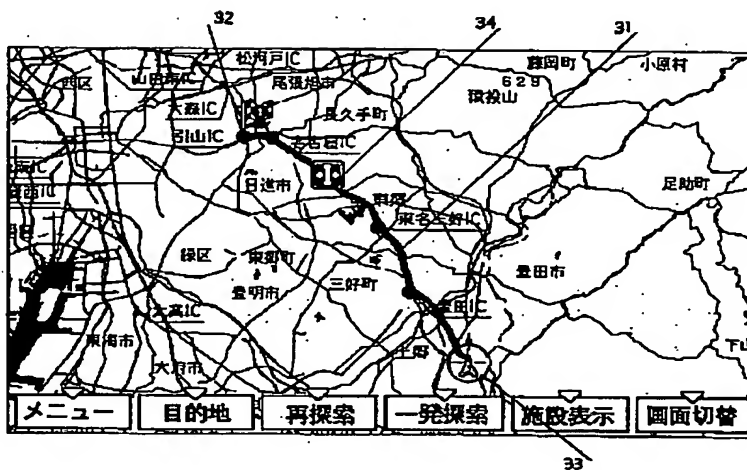 32
34
31
松河戸IC
藤岡町
小原村
尾張旭市
猿投山
629
大森IC
長久手町
引山IC
名古屋IC
日進市
足助町
東名三好IC
緑区
東郷町
豊明市
三好町
豊田市
豊田IC
大高IC
東海市
大府市
下山
メニュー
目的地
再探索
一発探索
施設表示
画面切替
33